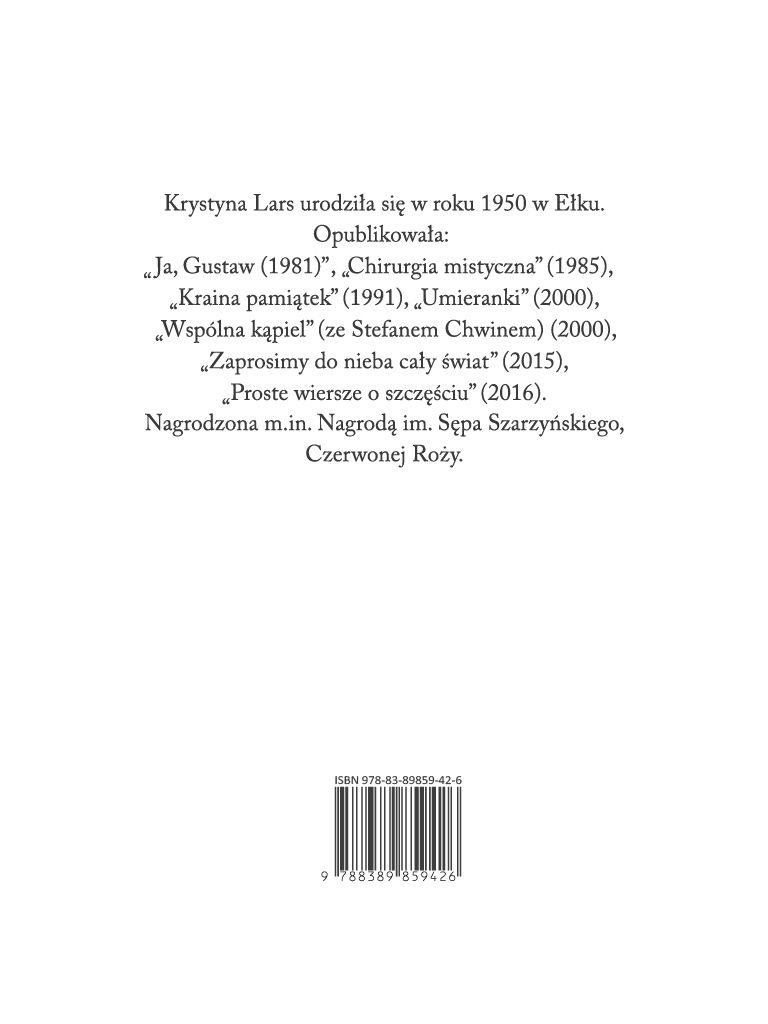 Krystyna Lars urodziła się w roku 1950 w Ełku.
Opublikowała:
„Ja, Gustaw (1981)”, „Chirurgia mistyczna” (1985),
„Kraina pamiątek” (1991), „Umieranki” (2000),
„Wspólna kąpiel” (ze Stefanem Chwinem) (2000),
„Zaprosimy do nieba cały świat” (2015),
„Proste wiersze o szczęściu” (2016).
Nagrodzona m.in. Nagrodą im. Sępa Szarzyńskiego,
Czerwonej Roży.
ISBN 978-83-89859-42-6
9 788389 859426